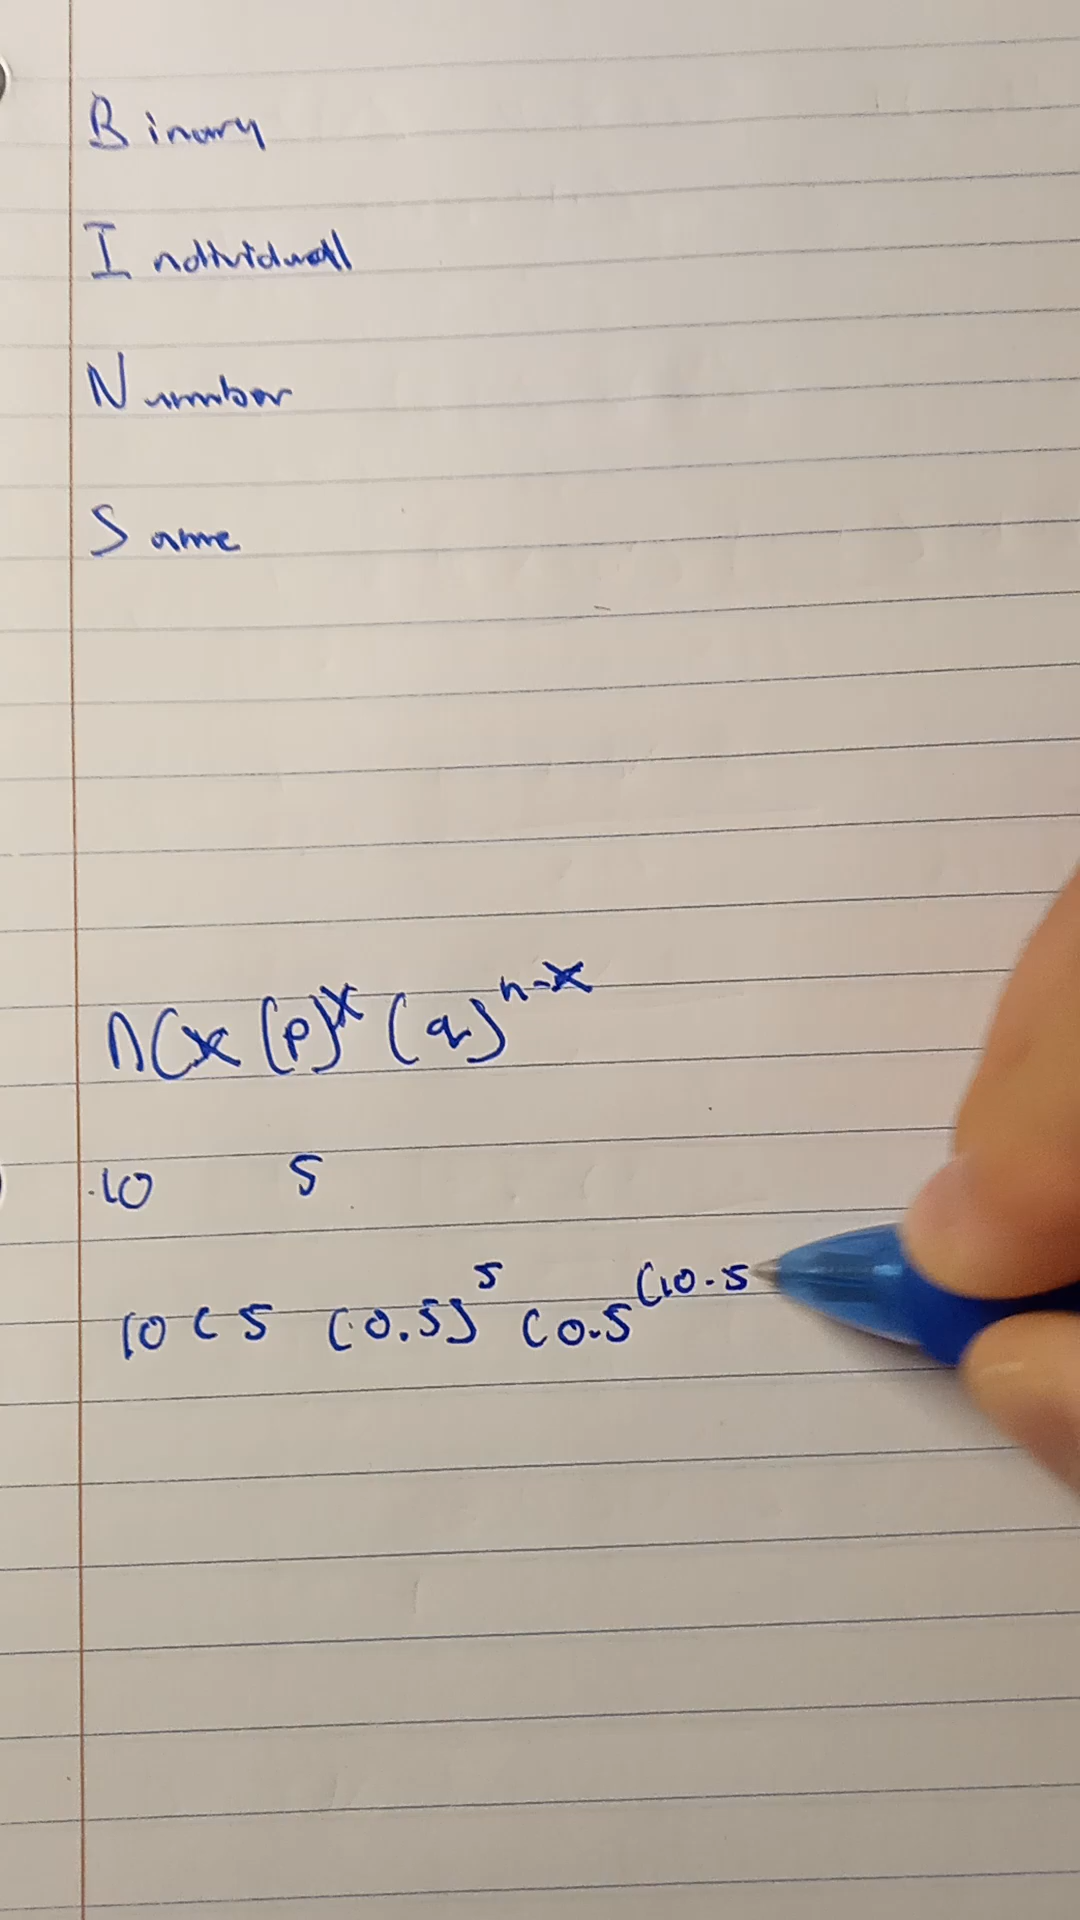 Binary
Individual
Number
Same
nCx (p)^x (q)^n-x
10 5
10C5 (0.5)^5 (0.5^(10-5